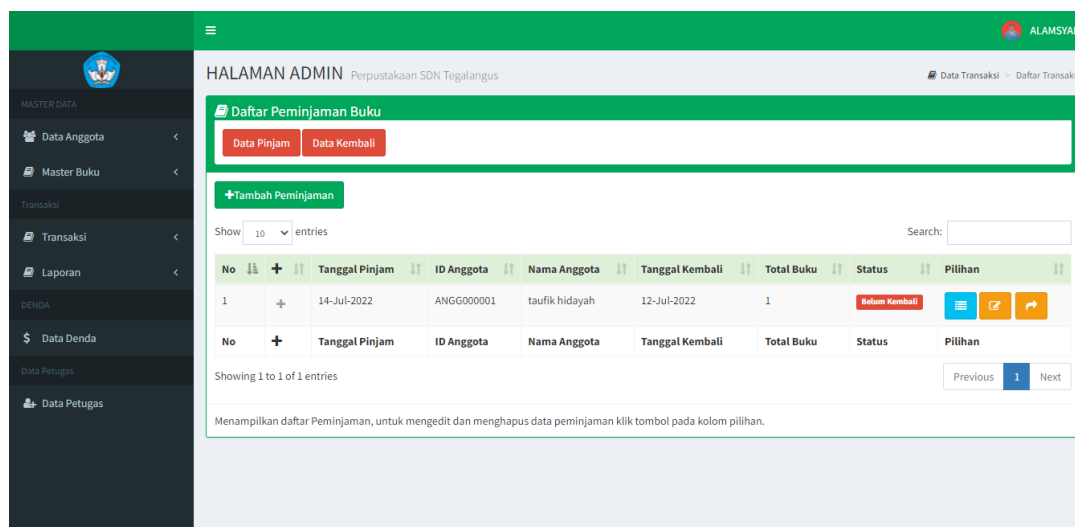 ALAMSYAH
HALAMAN ADMIN Perpustakaan SDN Tegalangus
Data Transaksi > Daftar Transaksi
MASTER DATA
Data Anggota
Master Buku
Transaksi
Transaksi
Laporan
DENDA
Data Denda
Data Petugas
Data Petugas
Daftar Peminjaman Buku
Data Pinjam Data Kembali
+Tambah Peminjaman
Show 10 entries Search:
No + Tanggal Pinjam ID Anggota Nama Anggota Tanggal Kembali Total Buku Status Pilihan
1 + 14-Jul-2022 ANGG000001 taufik hidayah 12-Jul-2022 1 Belum Kembali
No + Tanggal Pinjam ID Anggota Nama Anggota Tanggal Kembali Total Buku Status Pilihan
Showing 1 to 1 of 1 entries Previous 1 Next
Menampilkan daftar Peminjaman, untuk mengedit dan menghapus data peminjaman klik tombol pada kolom pilihan.